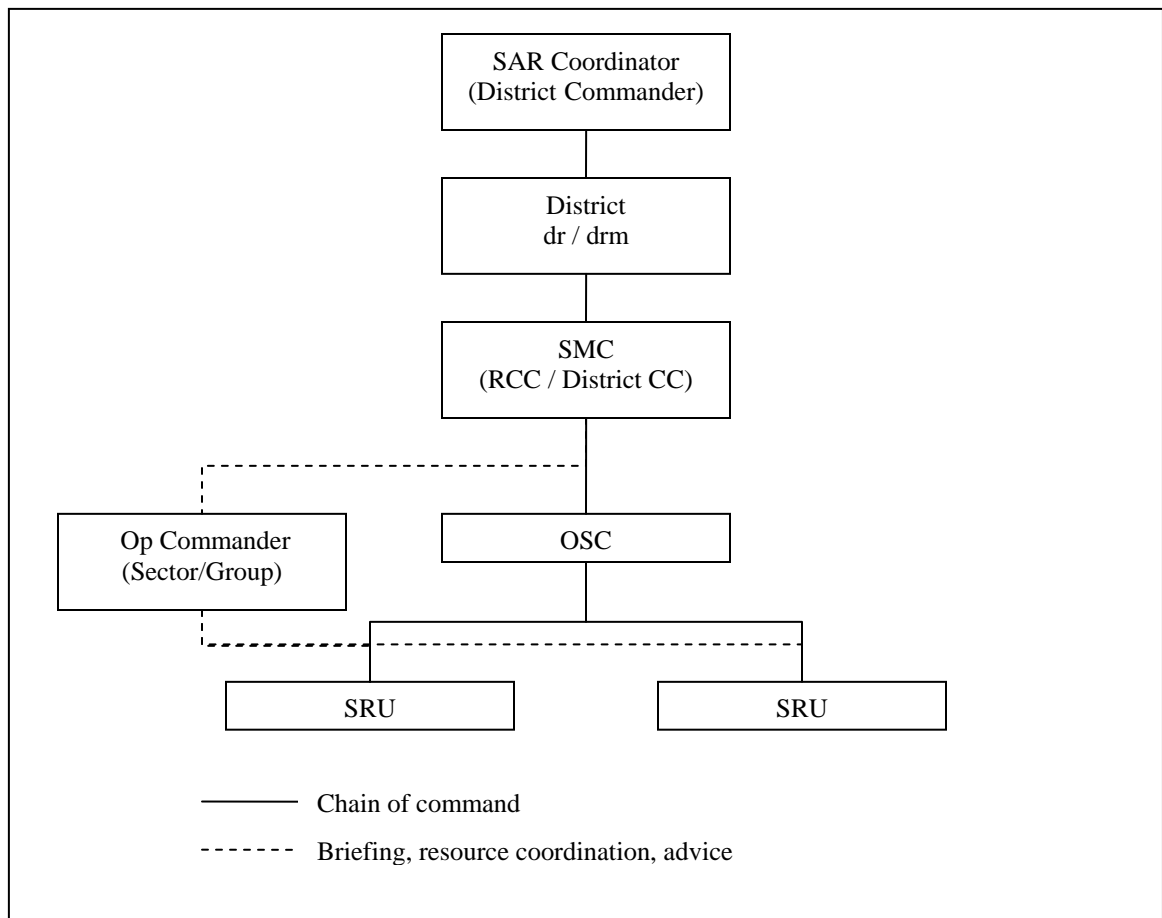 SAR Coordinator
(District Commander)
District
dr / drm
SMC
(RCC / District CC)
Op Commander
(Sector/Group)
OSC
SRU
SRU
Chain of command
Briefing, resource coordination, advice